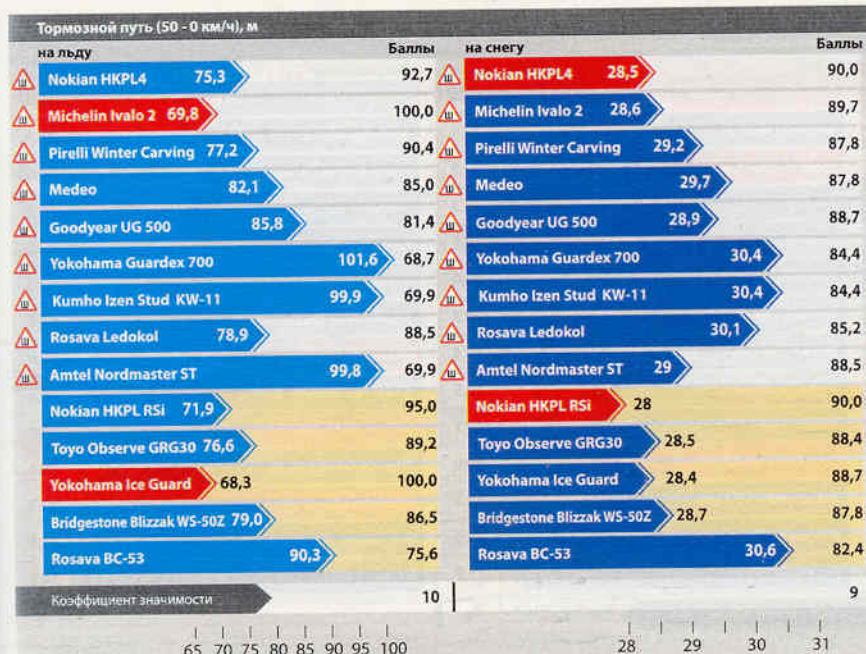 Тормозной путь (50 - 0 км/ч), м
на льду Баллы на снегу Баллы
Ш Nokian HKPL4 75,3 92,7 Ш Nokian HKPL4 28,5 90,0
Ш Michelin Ivalo 2 69,8 100,0 Ш Michelin Ivalo 2 28,6 89,7
Ш Pirelli Winter Carving 77,2 90,4 Ш Pirelli Winter Carving 29,2 87,8
Ш Medeo 82,1 85,0 Ш Medeo 29,7 87,8
Ш Goodyear UG 500 85,8 81,4 Ш Goodyear UG 500 28,9 88,7
Ш Yokohama Guardex 700 101,6 68,7 Ш Yokohama Guardex 700 30,4 84,4
Ш Kumho Izen Stud KW-11 99,9 69,9 Ш Kumho Izen Stud KW-11 30,4 84,4
Ш Rosava Ledokol 78,9 88,5 Ш Rosava Ledokol 30,1 85,2
Ш Amtel Nordmaster ST 99,8 69,9 Ш Amtel Nordmaster ST 29 88,5
Nokian HKPL RSi 71,9 95,0 Nokian HKPL RSi 28 90,0
Toyo Observe GRG30 76,6 89,2 Toyo Observe GRG30 28,5 88,4
Yokohama Ice Guard 68,3 100,0 Yokohama Ice Guard 28,4 88,7
Bridgestone Blizzak WS-50Z 79,0 86,5 Bridgestone Blizzak WS-50Z 28,7 87,8
Rosava BC-53 90,3 75,6 Rosava BC-53 30,6 82,4
Коэффициент значимости 10 9
65 70 75 80 85 90 95 100 28 29 30 31